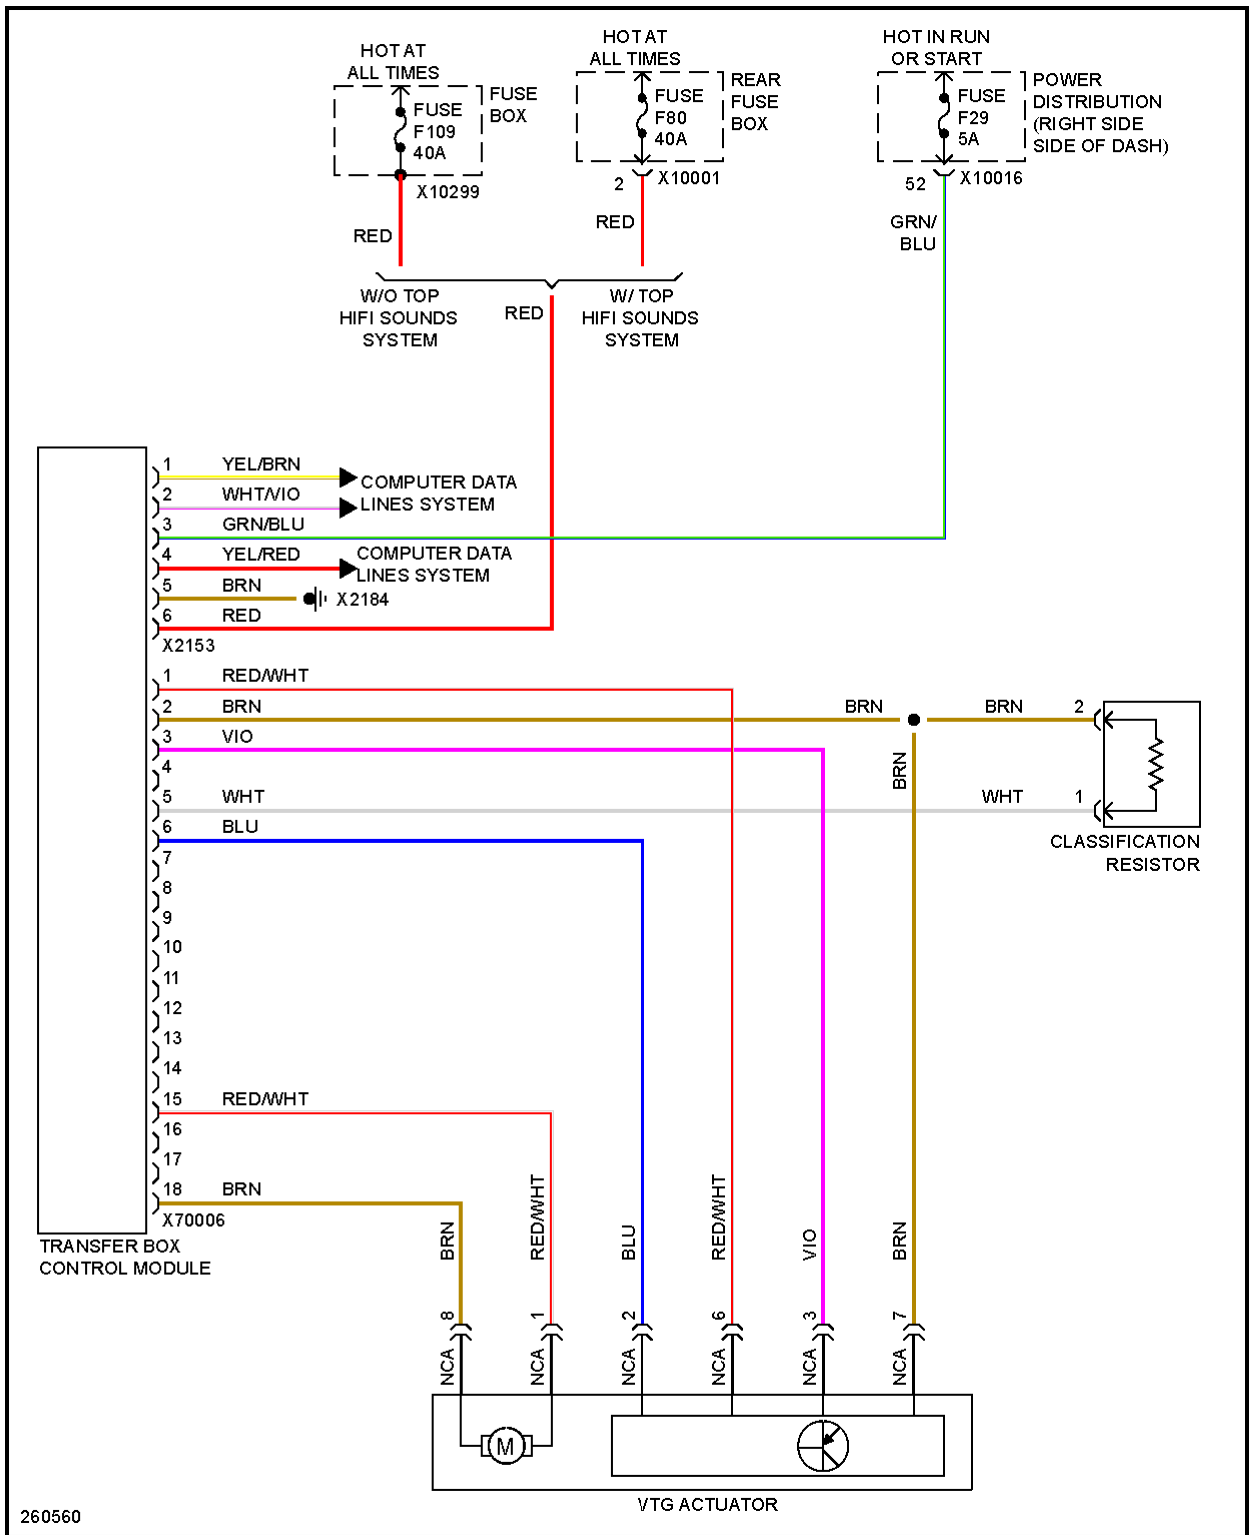 HOT AT
ALL TIMES
FUSE
F109
40A
FUSE
BOX
X10299
RED
HOT AT
ALL TIMES
FUSE
F80
40A
REAR
FUSE
BOX
2
X10001
RED
HOT IN RUN
OR START
FUSE
F29
5A
POWER
DISTRIBUTION
(RIGHT SIDE
SIDE OF DASH)
52
X10016
GRN/
BLU
W/O TOP
HIFI SOUNDS
SYSTEM
RED
W/ TOP
HIFI SOUNDS
SYSTEM
1 YEL/BRN
2 WHT/VIO
COMPUTER DATA
LINES SYSTEM
3 GRN/BLU
4 YEL/RED
COMPUTER DATA
LINES SYSTEM
5 BRN
X2184
6 RED
X2153
1 RED/WHT
2 BRN
BRN
BRN
2
3 VIO
BRN
4
5 WHT
WHT
1
6 BLU
CLASSIFICATION
RESISTOR
7
8
9
10
11
12
13
14
15 RED/WHT
16
17
18 BRN
X70006
TRANSFER BOX
CONTROL MODULE
BRN
RED/WHT
BLU
RED/WHT
VIO
BRN
8
1
2
6
3
7
NCA
NCA
NCA
NCA
NCA
NCA
M
VTG ACTUATOR
260560